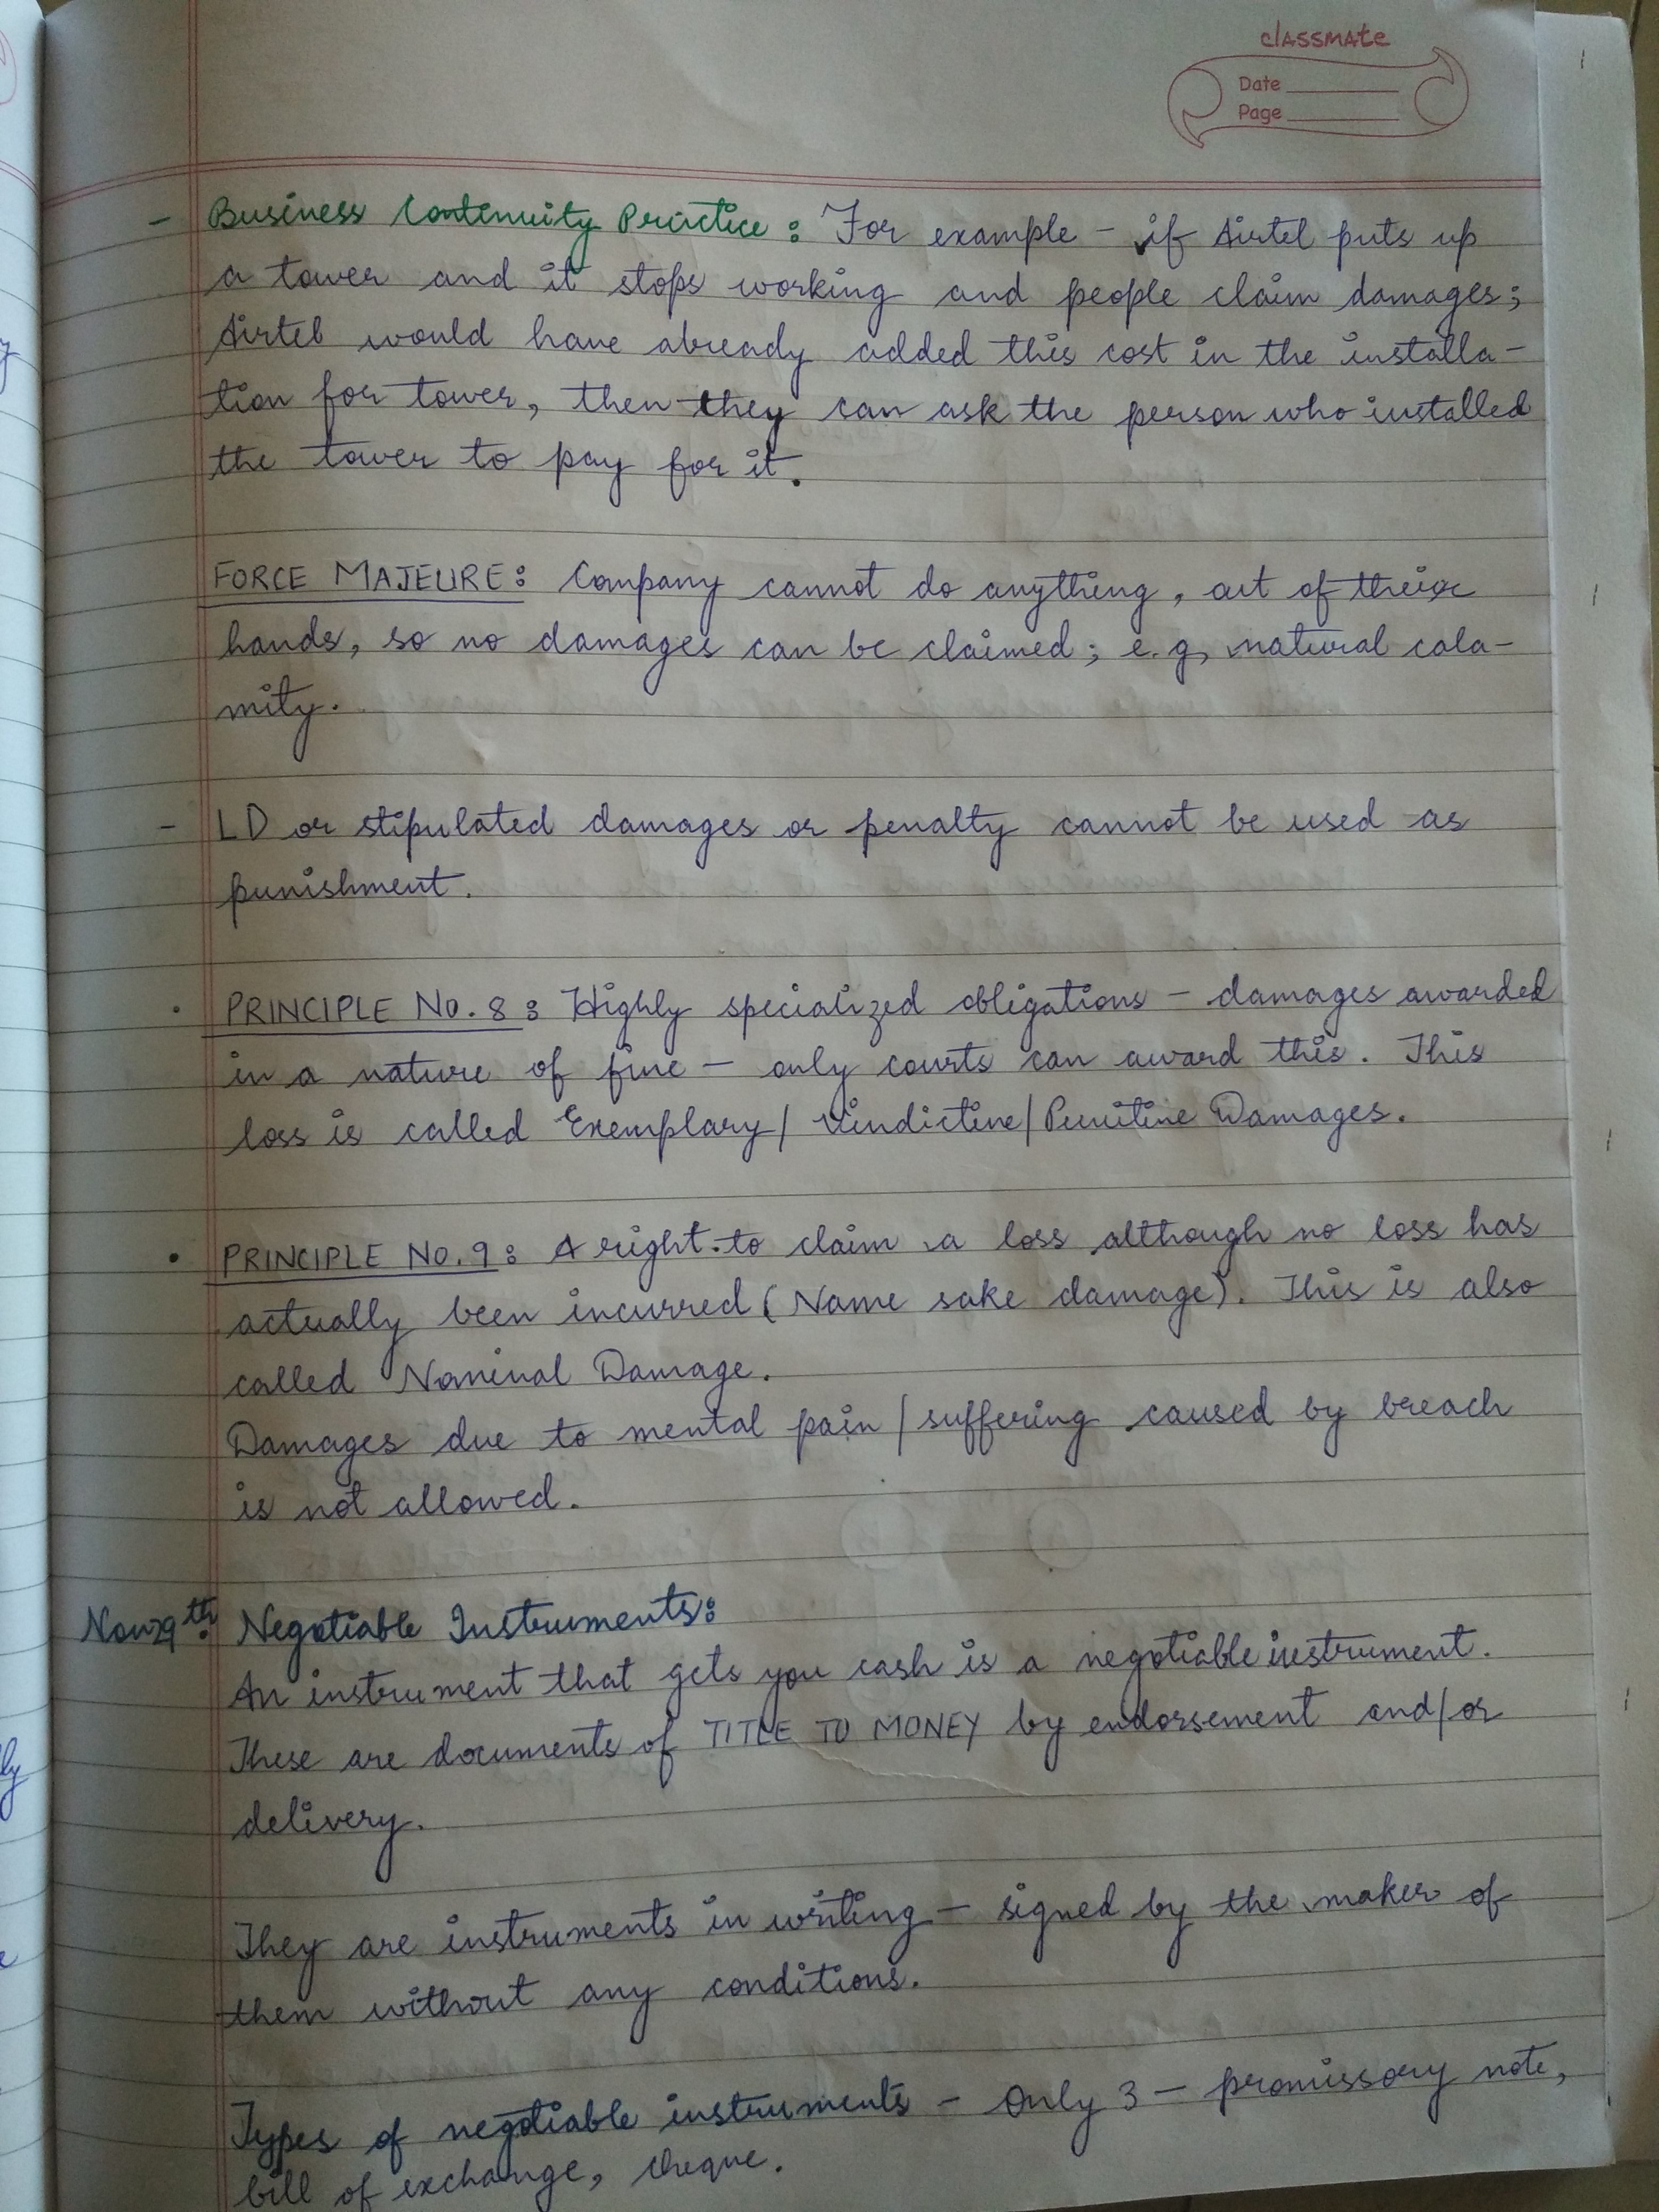 classmate
Date
Page
- Business Continuity Practice : For example - if Airtel puts up
a tower and it stops working and people claim damages;
Airtel would have already added this cost in the installa-
tion for tower, then they can ask the person who installed
the tower to pay for it.
FORCE MAJEURE: Company cannot do anything, out of their
hands, so no damages can be claimed; e.g, natural cala-
mity.
- LD or stipulated damages or penalty cannot be used as
punishment.
• PRINCIPLE No. 8 : Highly specialized obligations - damages awarded
in a nature of fine - only courts can award this. This
loss is called Exemplary/ Vindictive/ Punitive Damages.
• PRINCIPLE No. 9 : A right to claim a loss although no loss has
actually been incurred (Name sake damage). This is also
called Nominal Damage.
Damages due to mental pain / suffering caused by breach
is not allowed.
Nov 29th: Negotiable Instruments:
An instrument that gets you cash is a negotiable instrument.
These are documents of TITLE TO MONEY by endorsement and/or
delivery.
They are instruments in writing - signed by the maker of
them without any conditions.
Types of negotiable instruments - Only 3 - promissory note,
bill of exchange, cheque.
ly